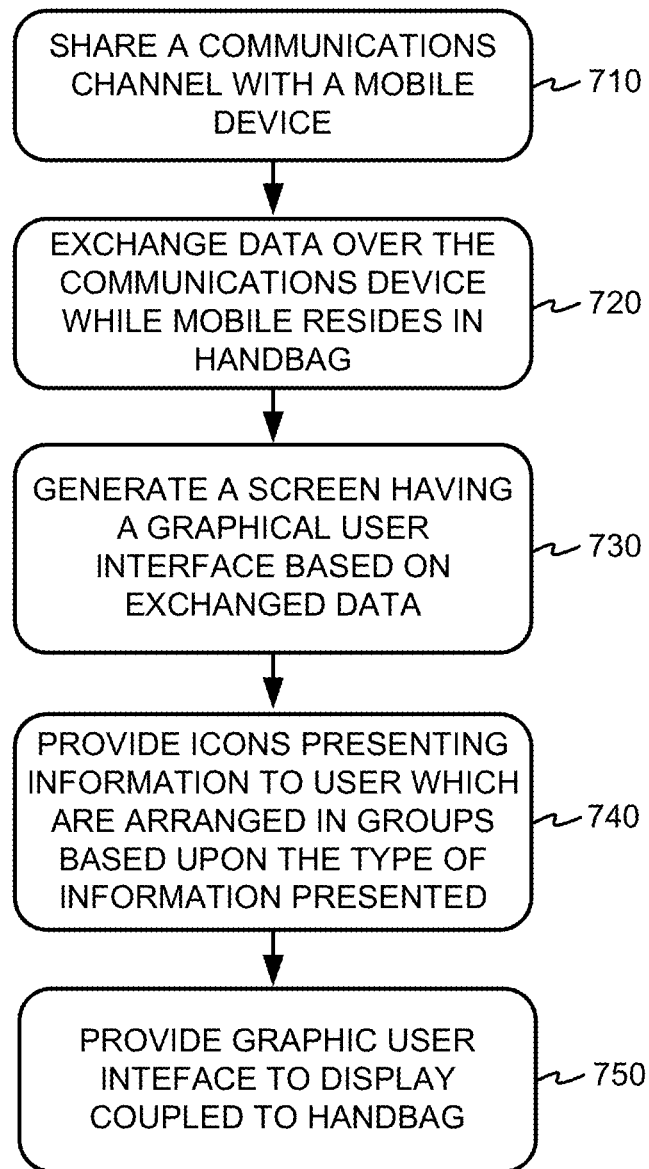 SHARE A COMMUNICATIONS
CHANNEL WITH A MOBILE
DEVICE
710
EXCHANGE DATA OVER THE
COMMUNICATIONS DEVICE
WHILE MOBILE RESIDES IN
HANDBAG
720
GENERATE A SCREEN HAVING
A GRAPHICAL USER
INTERFACE BASED ON
EXCHANGED DATA
730
PROVIDE ICONS PRESENTING
INFORMATION TO USER WHICH
ARE ARRANGED IN GROUPS
BASED UPON THE TYPE OF
INFORMATION PRESENTED
740
PROVIDE GRAPHIC USER
INTEFACE TO DISPLAY
COUPLED TO HANDBAG
750